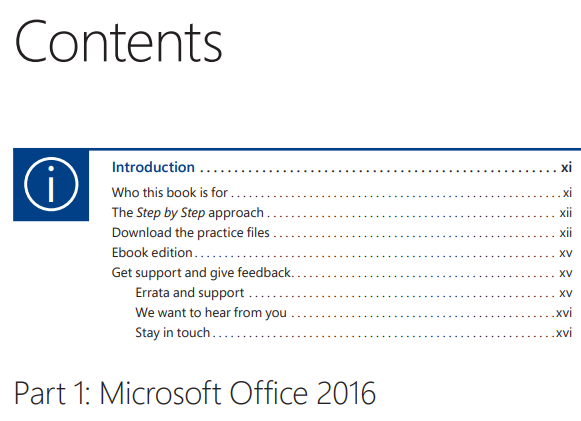 Contents
i
Introduction . . . . . . . . . . . . . . . . . . . . . . . . . . . . . . . . . . . . . . . . . . . . . . . . . . . . . xi
Who this book is for . . . . . . . . . . . . . . . . . . . . . . . . . . . . . . . . . . . . . . . . . . . . . . . . . . xi
The Step by Step approach . . . . . . . . . . . . . . . . . . . . . . . . . . . . . . . . . . . . . . . . . . . . xii
Download the practice files . . . . . . . . . . . . . . . . . . . . . . . . . . . . . . . . . . . . . . . . . . . xii
Ebook edition . . . . . . . . . . . . . . . . . . . . . . . . . . . . . . . . . . . . . . . . . . . . . . . . . . . . . . . xv
Get support and give feedback. . . . . . . . . . . . . . . . . . . . . . . . . . . . . . . . . . . . . . . . xv
Errata and support . . . . . . . . . . . . . . . . . . . . . . . . . . . . . . . . . . . . . . . . . . . . . . . xv
We want to hear from you . . . . . . . . . . . . . . . . . . . . . . . . . . . . . . . . . . . . . . . .xvi
Stay in touch . . . . . . . . . . . . . . . . . . . . . . . . . . . . . . . . . . . . . . . . . . . . . . . . . . . .xvi
Part 1: Microsoft Office 2016